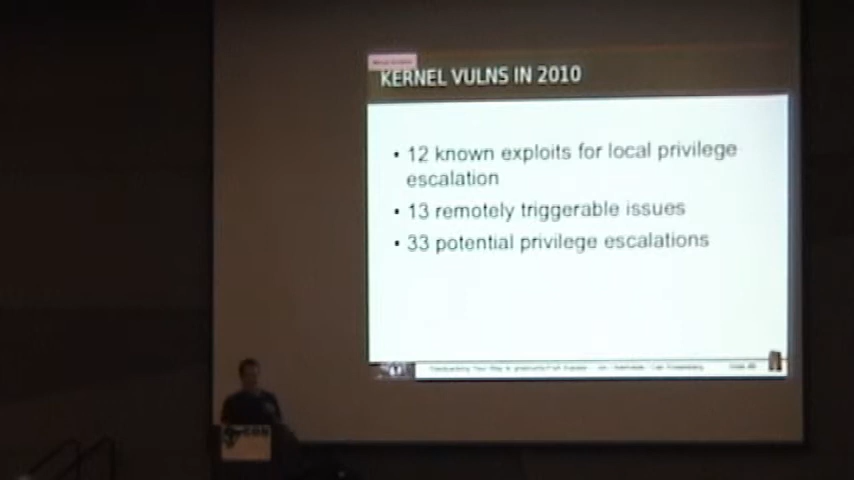 KERNEL VULNS IN 2010
• 12 known exploits for local privilege
escalation
• 13 remotely triggerable issues
• 33 potential privilege escalations